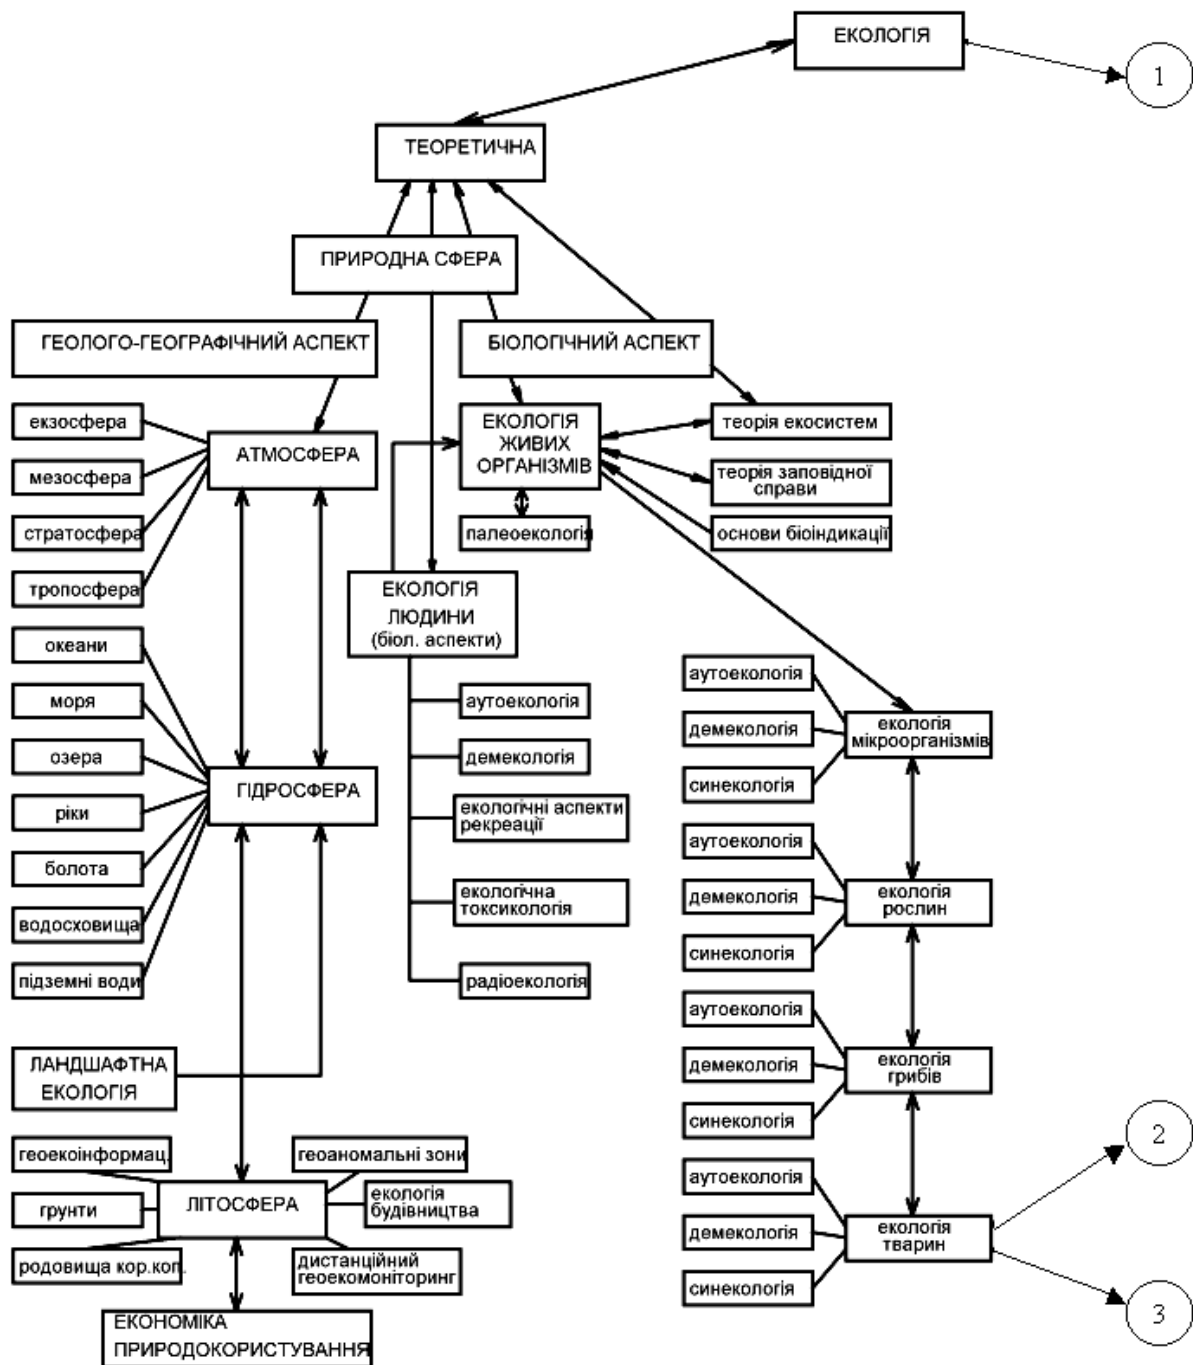 ЕКОЛОГІЯ
1
ТЕОРЕТИЧНА
ПРИРОДНА СФЕРА
ГЕОЛОГО-ГЕОГРАФІЧНИЙ АСПЕКТ
БІОЛОГІЧНИЙ АСПЕКТ
екзосфера
мезосфера
стратосфера
тропосфера
АТМОСФЕРА
ЕКОЛОГІЯ
ЖИВИХ
ОРГАНІЗМІВ
теорія екосистем
теорія заповідної
справи
основи біоіндикації
палеоекологія
ЕКОЛОГІЯ
ЛЮДИНИ
(біол. аспекти)
океани
моря
озера
ріки
болота
водосховища
підземні води
ГІДРОСФЕРА
аутоекологія
демекологія
екологічні аспекти
рекреації
екологічна
токсикологія
радіоекологія
аутоекологія
демекологія
синекологія
екологія
мікроорганізмів
аутоекологія
демекологія
синекологія
екологія
рослин
аутоекологія
демекологія
синекологія
екологія
грибів
аутоекологія
демекологія
синекологія
екологія
тварин
2
3
ЛАНДШАФТНА
ЕКОЛОГІЯ
геоекоінформац.
грунти
родовища кор.коп.
ЛІТОСФЕРА
геоаномальні зони
екологія
будівництва
дистанційний
геоекомоніторинг
ЕКОНОМІКА
ПРИРОДОКОРИСТУВАННЯ